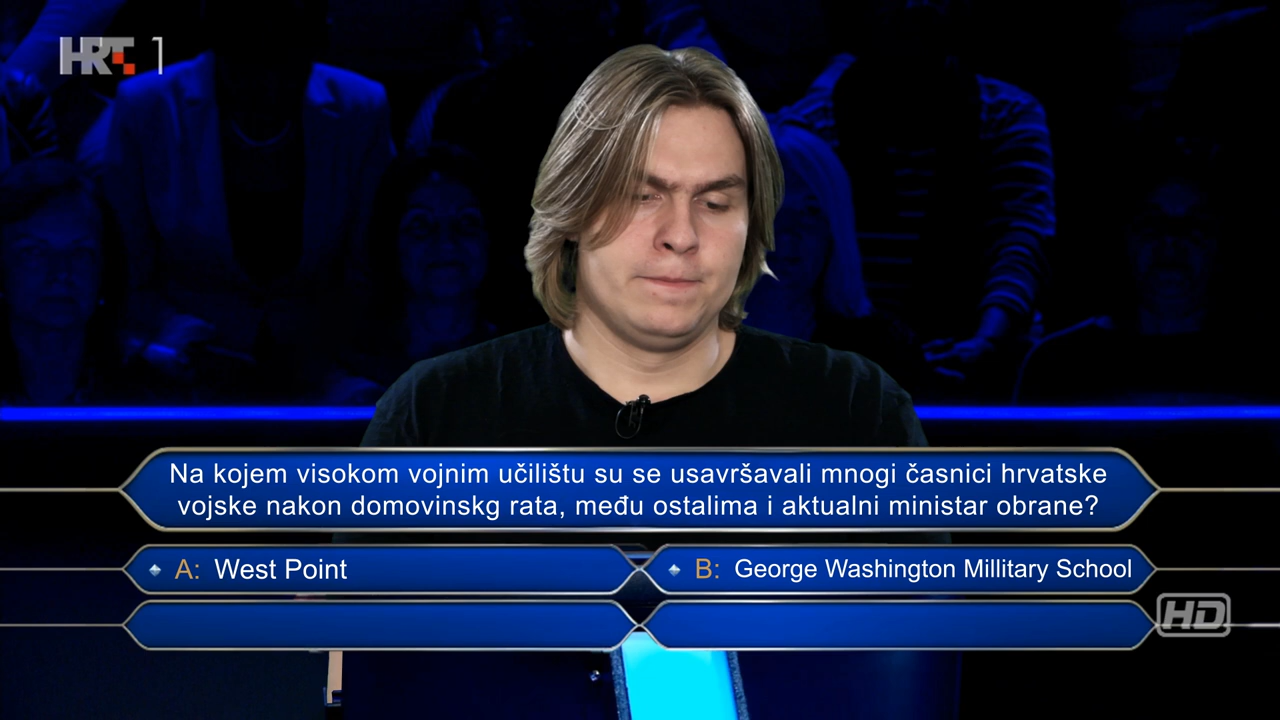 HRT 1
Na kojem visokom vojnim učilištu su se usavršavali mnogi časnici hrvatske
vojske nakon domovinskg rata, među ostalima i aktualni ministar obrane?
A: West Point
B: George Washington Millitary School
HD